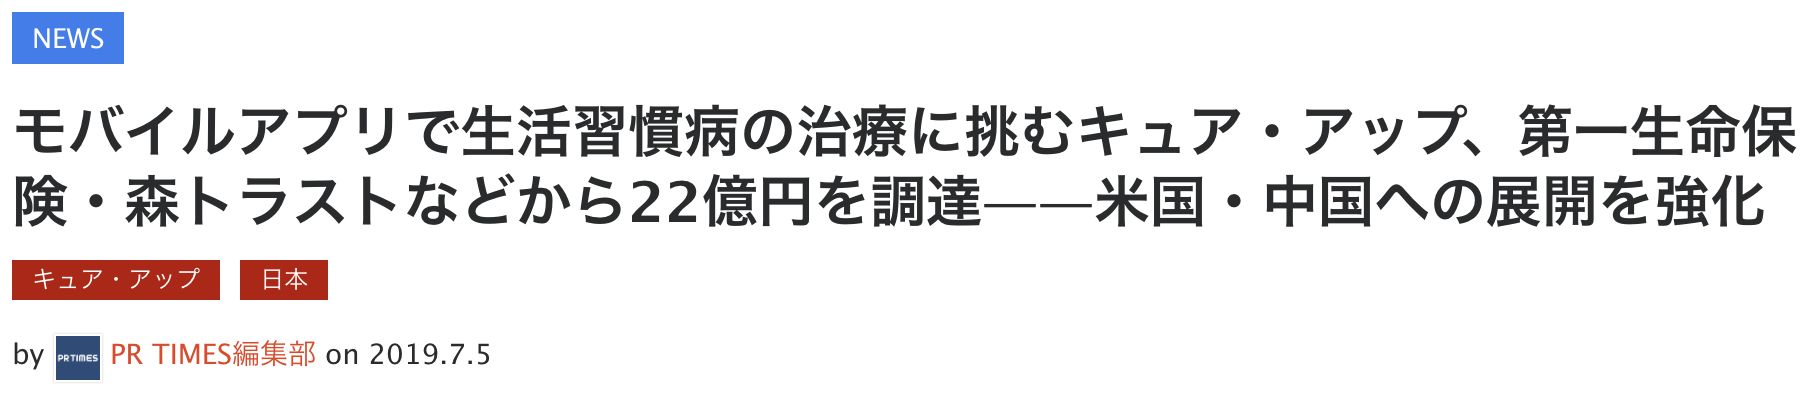 NEWS
モバイルアプリで生活習慣病の治療に挑むキュア・アップ、第一生命保
険・森トラストなどから22億円を調達——米国・中国への展開を強化
キュア・アップ 日本
by PR TIMES PR TIMES編集部 on 2019.7.5